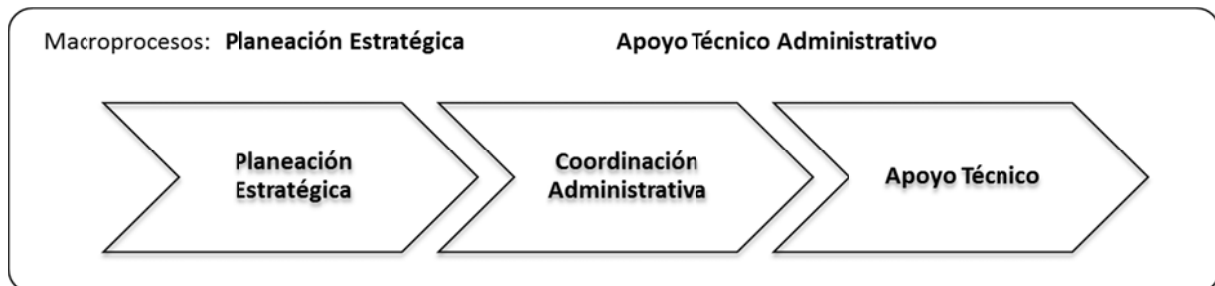 Macroprocesos: Planeación Estratégica Apoyo Técnico Administrativo
Planeación
Estratégica
Coordinación
Administrativa
Apoyo Técnico